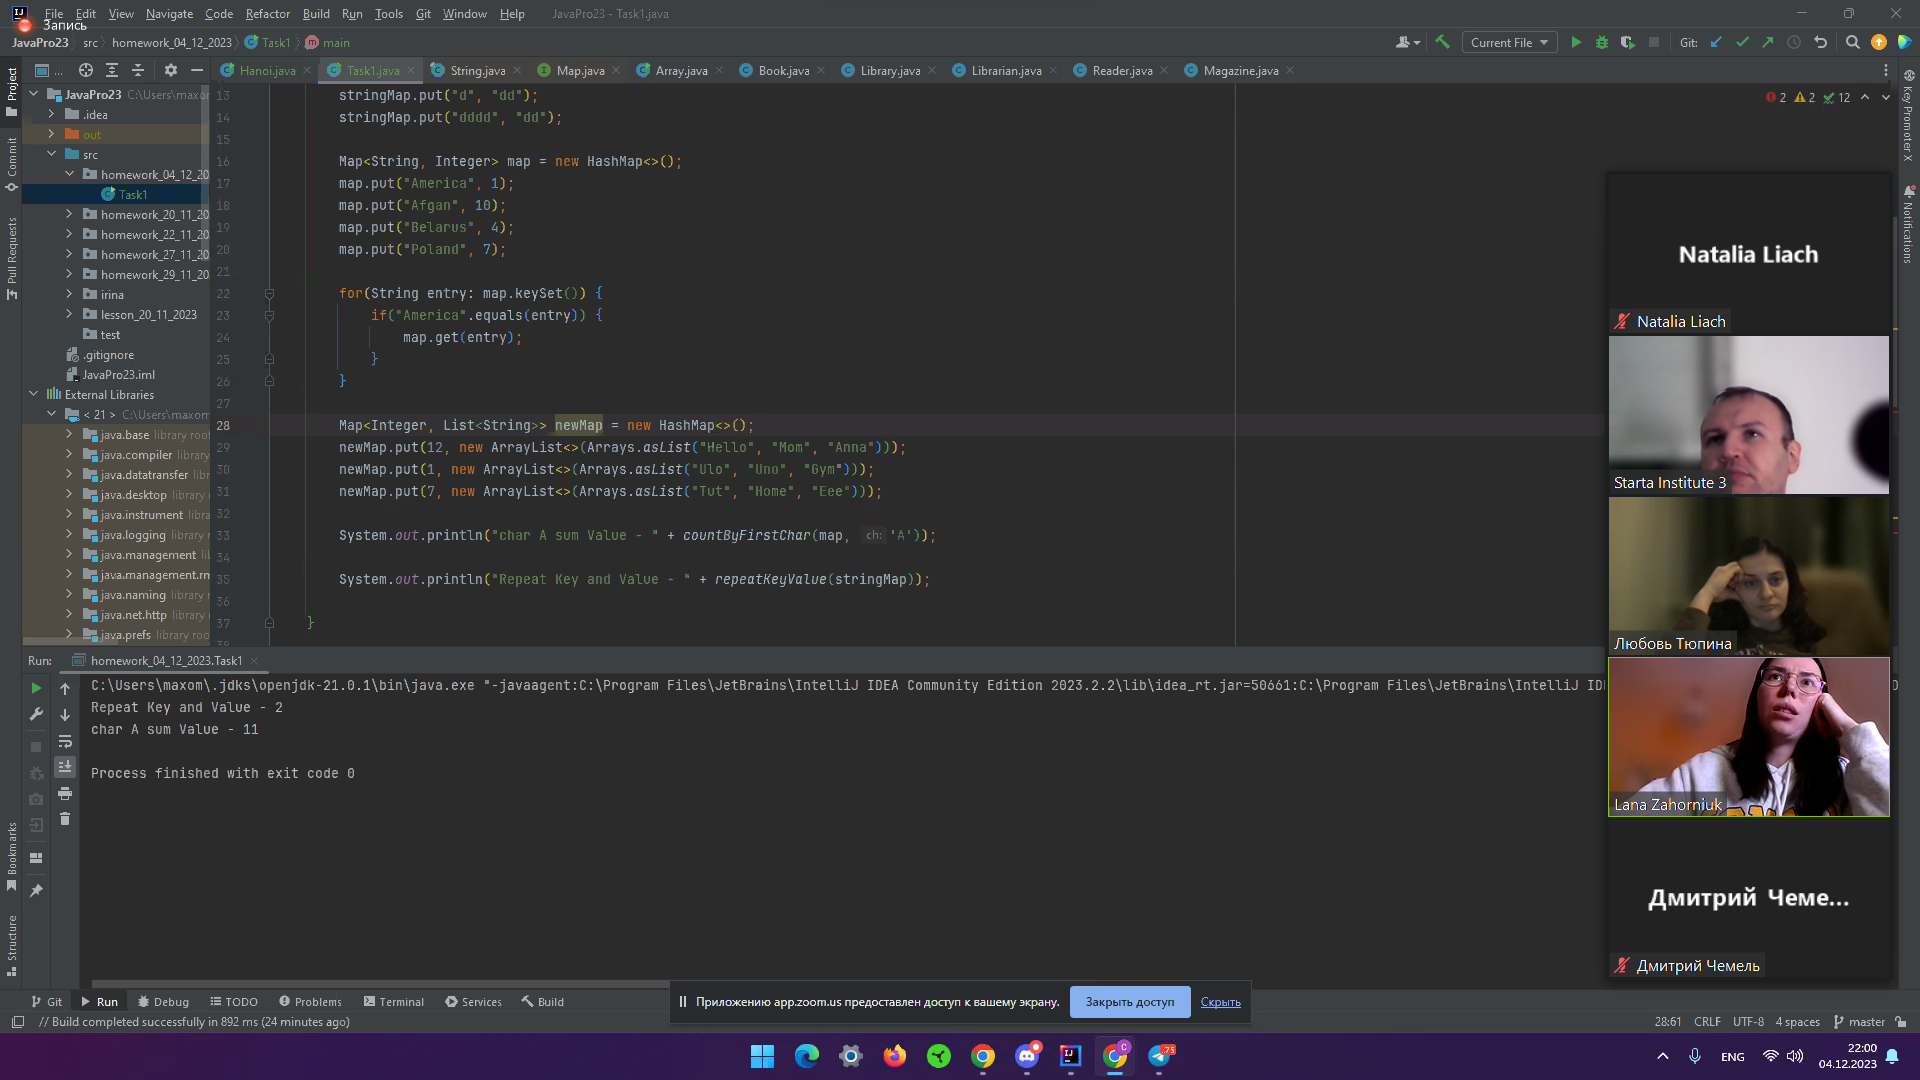 File Edit View Navigate Code Refactor Build Run Tools Git Window Help JavaPro23 - Task1.java
Запись
JavaPro23 src homework_04_12_2023 Task1 main
Current File Git:
Hanoi.java Task1.java String.java Map.java Array.java Book.java Library.java Librarian.java Reader.java Magazine.java
Project
Commit
Pull Requests
Bookmarks
Structure
JavaPro23 C:\Users\maxon
.idea
out
src
homework_04_12_20
Task1
homework_20_11_20
homework_22_11_20
homework_27_11_20
homework_29_11_20
irina
lesson_20_11_2023
test
.gitignore
JavaPro23.iml
External Libraries
< 21 > C:\Users\maxom
java.base library root
java.compiler library
java.datatransfer
java.desktop library
java.instrument libra
java.logging library
java.management
java.management.rm
java.naming library
java.net.http library
java.prefs library roo
2 2 12
13 stringMap.put("d", "dd");
14 stringMap.put("dddd", "dd");
15
16 Map<String, Integer> map = new HashMap<>();
17 map.put("America", 1);
18 map.put("Afgan", 10);
19 map.put("Belarus", 4);
20 map.put("Poland", 7);
21
22 for(String entry: map.keySet()) {
23 if("America".equals(entry)) {
24 map.get(entry);
25 }
26 }
27
28 Map<Integer, List<String>> newMap = new HashMap<>();
29 newMap.put(12, new ArrayList<>(Arrays.asList("Hello", "Mom", "Anna")));
30 newMap.put(1, new ArrayList<>(Arrays.asList("Ulo", "Uno", "Gym")));
31 newMap.put(7, new ArrayList<>(Arrays.asList("Tut", "Home", "Eee")));
32
33 System.out.println("char A sum Value - " + countByFirstChar(map, ch: 'A'));
34
35 System.out.println("Repeat Key and Value - " + repeatKeyValue(stringMap));
36
37 }
38
Key Promoter X
Notifications
Natalia Liach
Natalia Liach
Starta Institute 3
Любовь Тюпина
Lana Zahorniuk
Дмитрий Чеме...
Дмитрий Чемель
Run: homework_04_12_2023.Task1
C:\Users\maxom\.jdks\openjdk-21.0.1\bin\java.exe "-javaagent:C:\Program Files\JetBrains\IntelliJ IDEA Community Edition 2023.2.2\lib\idea_rt.jar=50661:C:\Program Files\JetBrains\IntelliJ IDE
Repeat Key and Value - 2
char A sum Value - 11
Process finished with exit code 0
Git Run Debug TODO Problems Terminal Services Build
Приложению app.zoom.us предоставлен доступ к вашему экрану. Закрыть доступ Скрыть
// Build completed successfully in 892 ms (24 minutes ago)
28:61 CRLF UTF-8 4 spaces master
ENG
22:00
04.12.2023